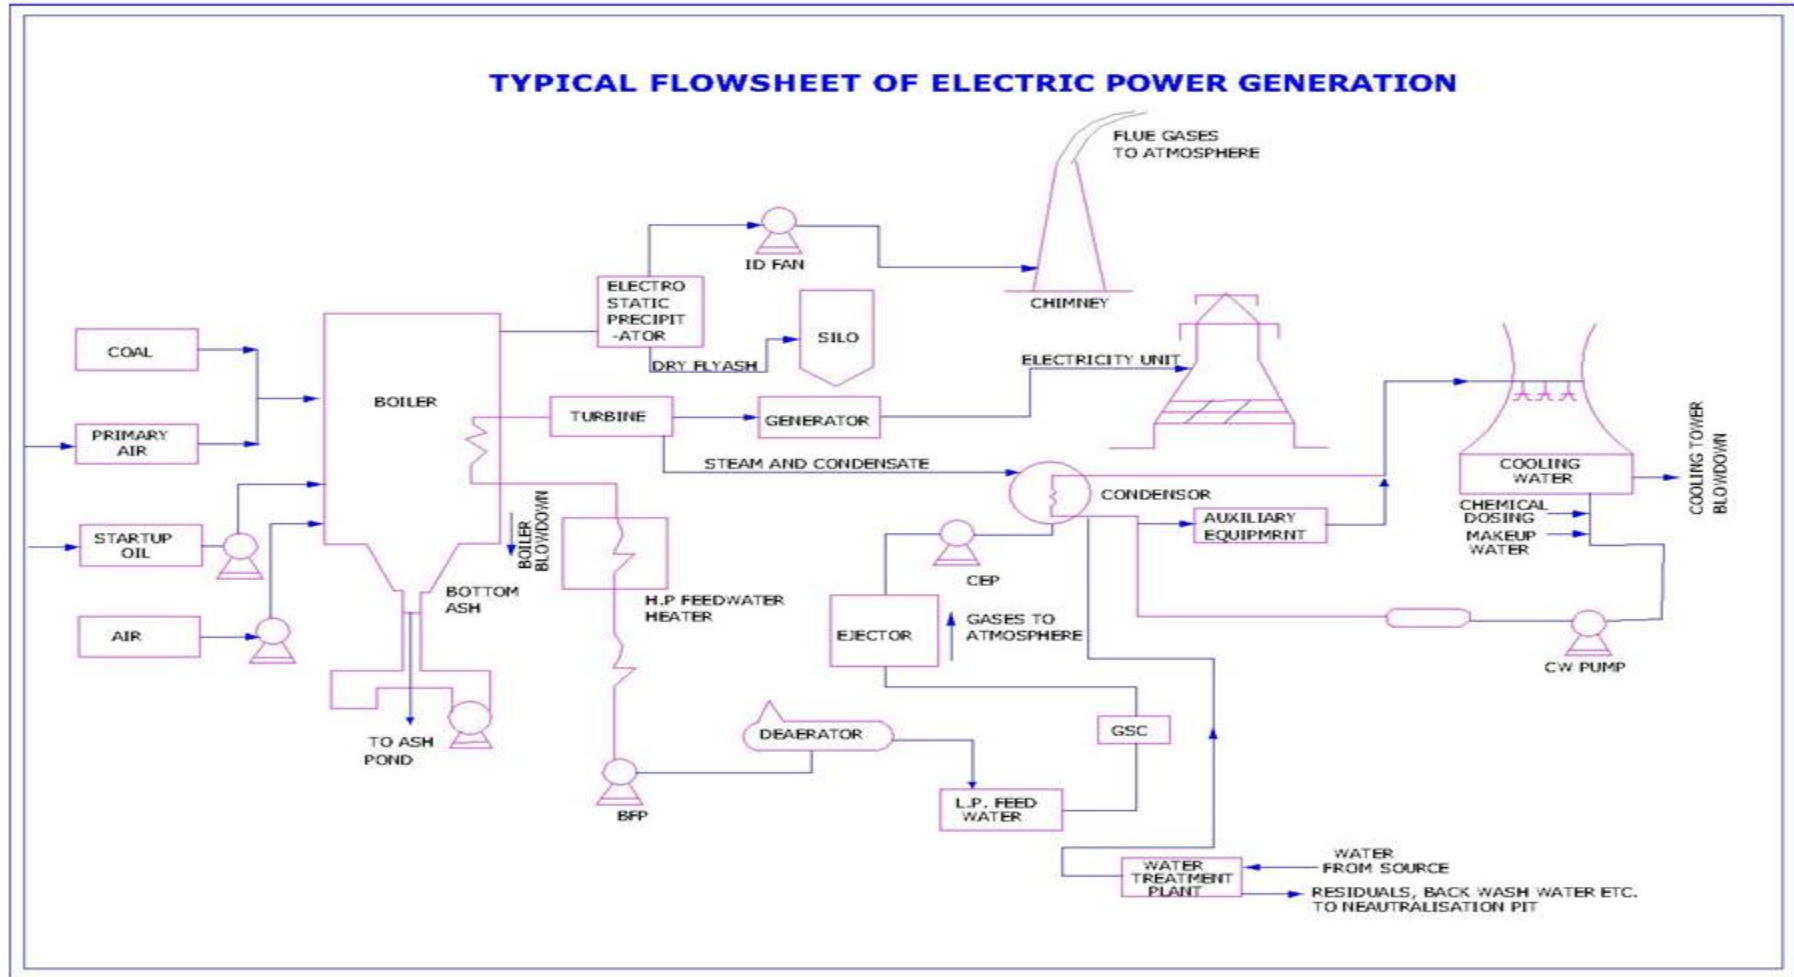 TYPICAL FLOWSHEET OF ELECTRIC POWER GENERATION
FLUE GASES
TO ATMOSPHERE
ID FAN
CHIMNEY
ELECTRO
STATIC
PRECIPIT
-ATOR
SILO
DRY FLYASH
COAL
BOILER
PRIMARY
AIR
STARTUP
OIL
AIR
TURBINE
GENERATOR
ELECTRICITY UNIT
STEAM AND CONDENSATE
CONDENSOR
AUXILIARY
EQUIPMRNT
COOLING
WATER
COOLING TOWER
BLOWDOWN
CHEMICAL
DOSING
MAKEUP
WATER
BOILER
BLOWDOWN
BOTTOM
ASH
H.P FEEDWATER
HEATER
CEP
EJECTOR
GASES TO
ATMOSPHERE
CW PUMP
TO ASH
POND
DEAERATOR
GSC
BFP
L.P. FEED
WATER
WATER
TREATMENT
PLANT
WATER
FROM SOURCE
RESIDUALS, BACK WASH WATER ETC.
TO NEAUTRALISATION PIT